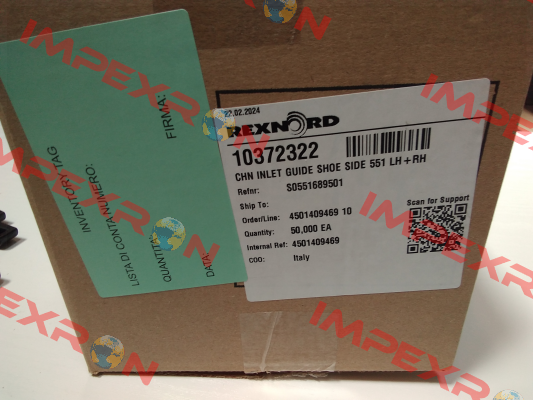 INVENTORY TAG
LISTA DI CONTA NUMERO:
QUANTITA
FIRMA:
DATA
22.02.2024
REXNORD
10372322
CHN INLET GUIDE SHOE SIDE 551 LH+RH
Refnr: S0551689501
Ship To:
Order/Line: 4501409469 10
Quantity: 50,000 EA
Internal Ref: 4501409469
COO: Italy
Scan for Support
IMPEXRON
IMPEXRON
IMPEXRON
IMPEXRON